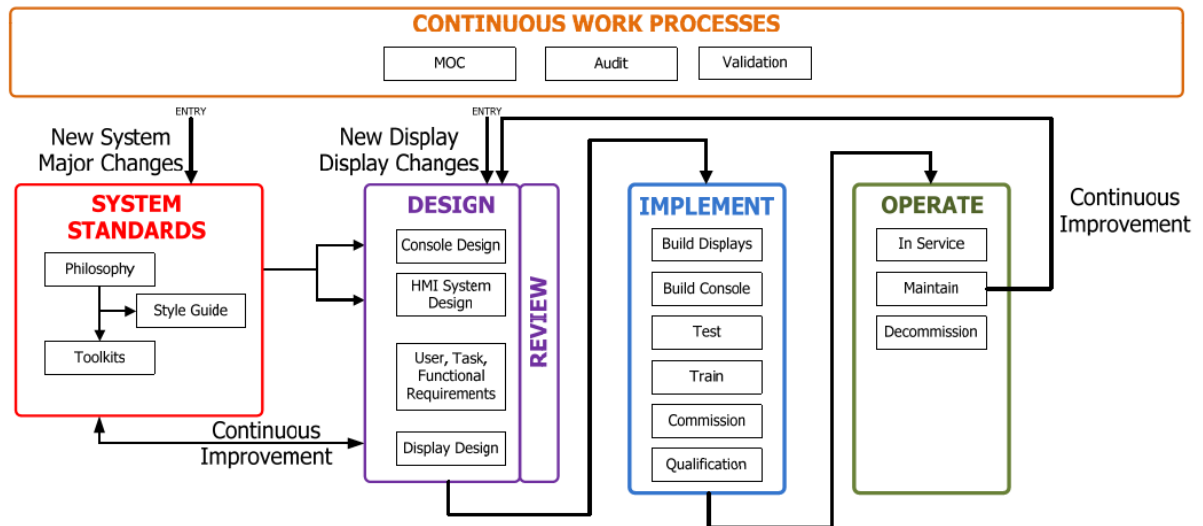 CONTINUOUS WORK PROCESSES
MOC
Audit
Validation
ENTRY
New System
Major Changes
ENTRY
New Display
Display Changes
SYSTEM
STANDARDS
Philosophy
Style Guide
Toolkits
Continuous
Improvement
DESIGN
Console Design
HMI System
Design
User, Task,
Functional
Requirements
Display Design
REVIEW
IMPLEMENT
Build Displays
Build Console
Test
Train
Commission
Qualification
OPERATE
In Service
Maintain
Decommission
Continuous
Improvement